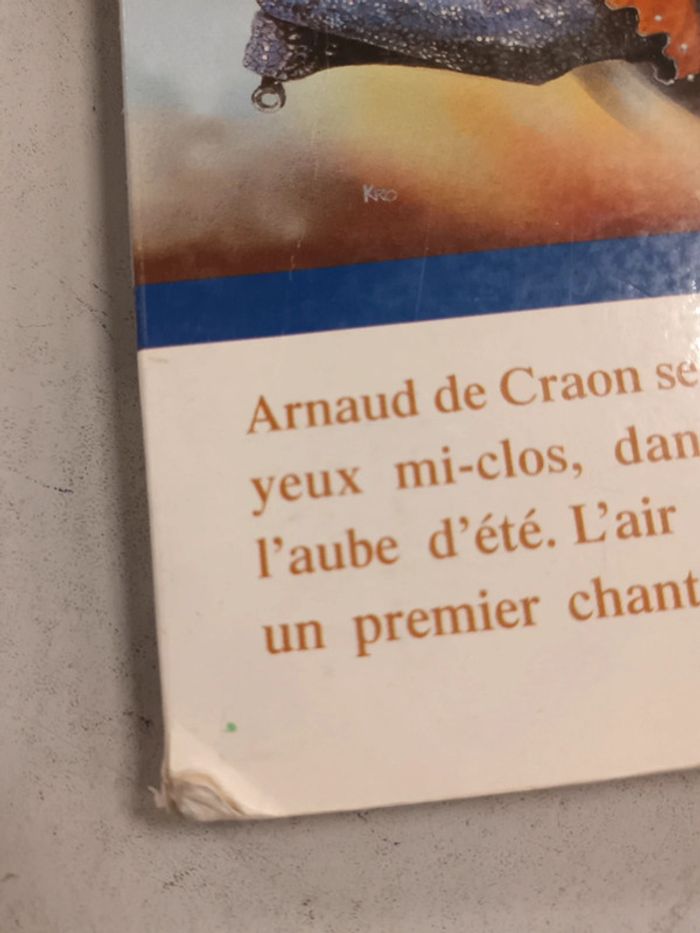 KRO
Arnaud de Craon se
yeux mi-clos, dan
l'aube d'été. L'air
un premier chant